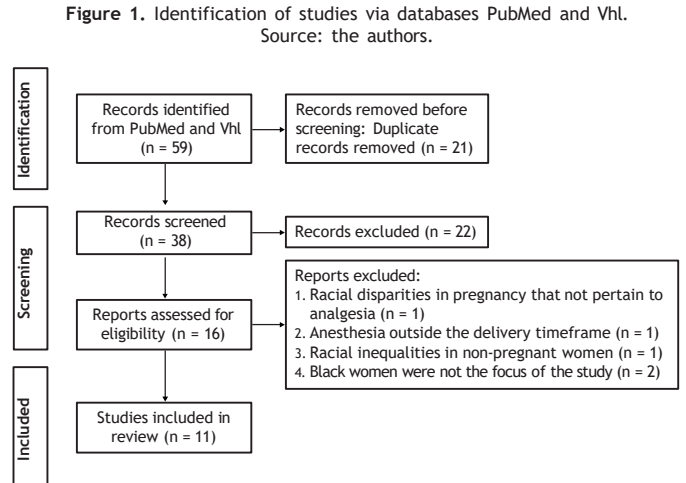 Figure 1. Identification of studies via databases PubMed and Vhl.
Source: the authors.
Identification
Records identified
from PubMed and Vhl
(n = 59)
Records removed before
screening: Duplicate
records removed (n = 21)
Screening
Records screened
(n = 38)
Records excluded (n = 22)
Reports assessed for
eligibility (n = 16)
Reports excluded:
1. Racial disparities in pregnancy that not pertain to
analgesia (n = 1)
2. Anesthesia outside the delivery timeframe (n = 1)
3. Racial inequalities in non-pregnant women (n = 1)
4. Black women were not the focus of the study (n = 2)
Included
Studies included in
review (n = 11)